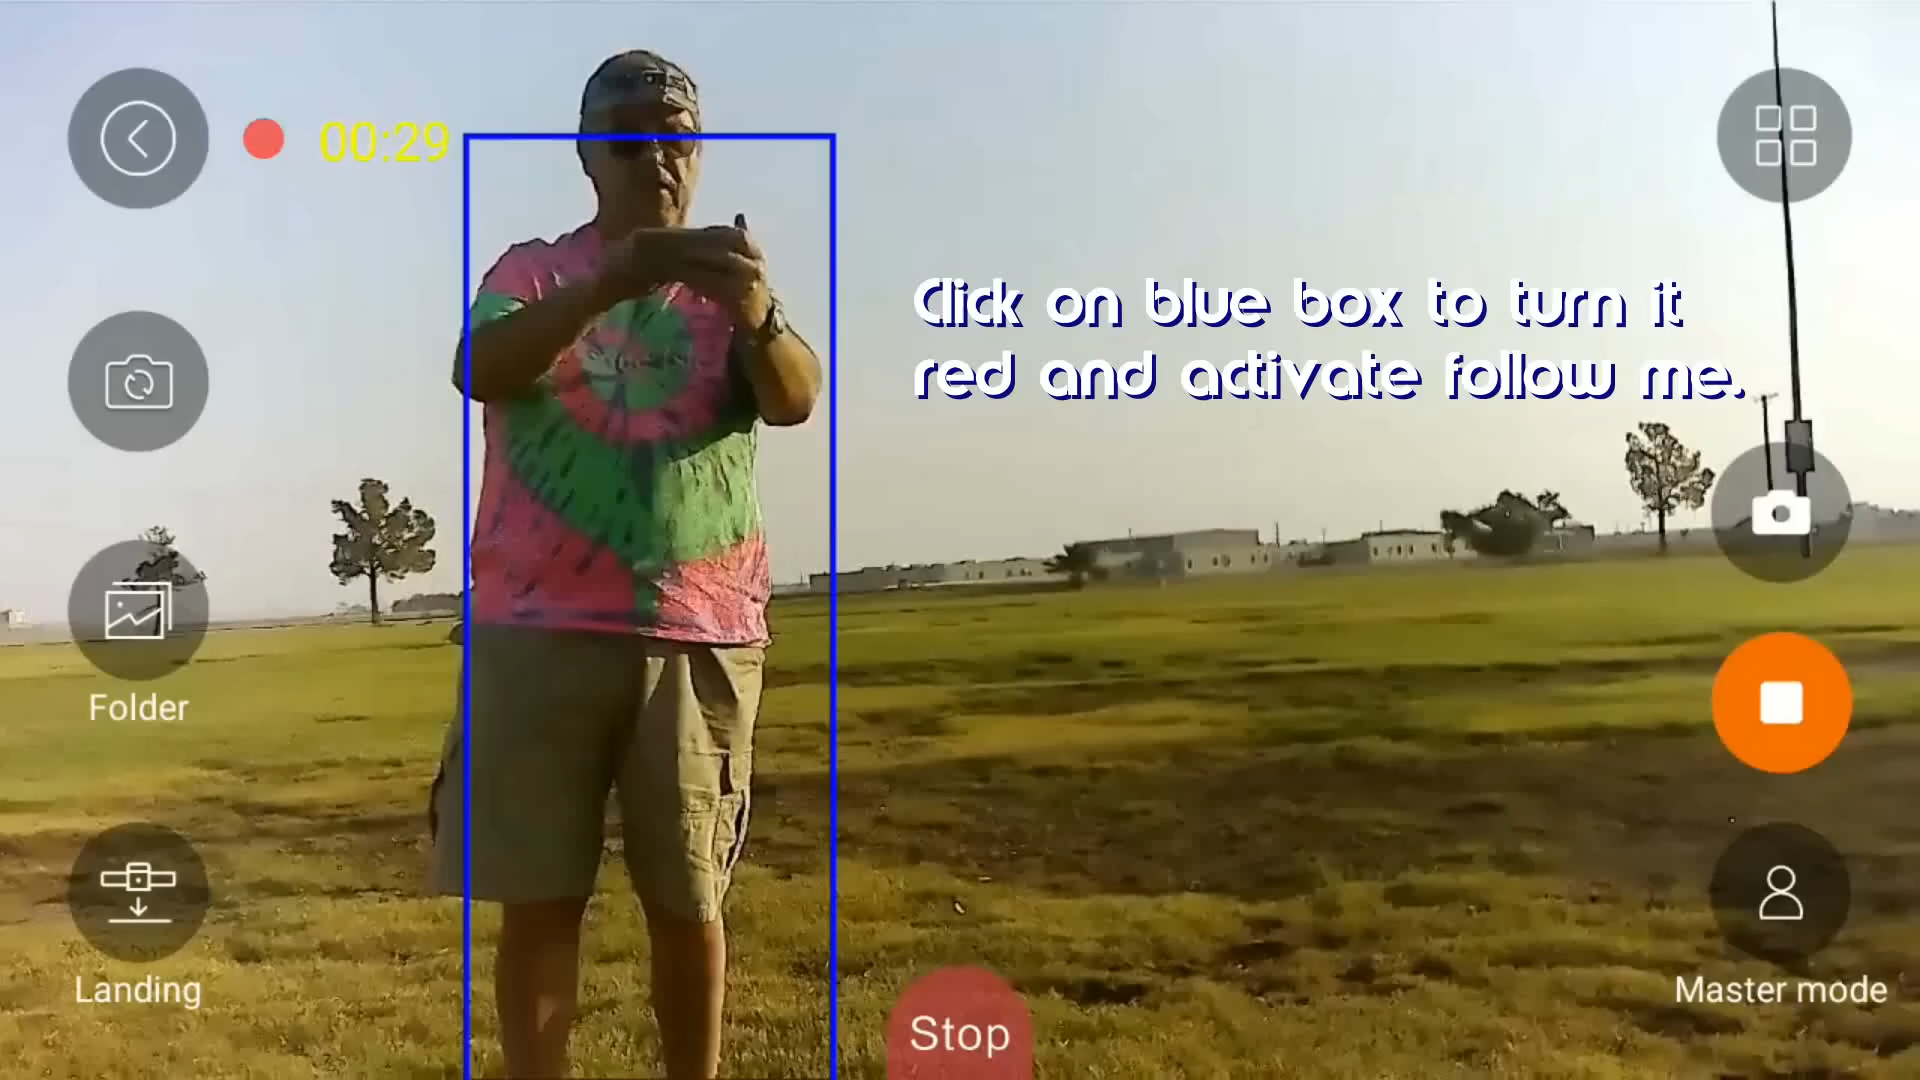 00:29
Click on blue box to turn it
red and activate follow me.
Folder
Landing
Master mode
Stop